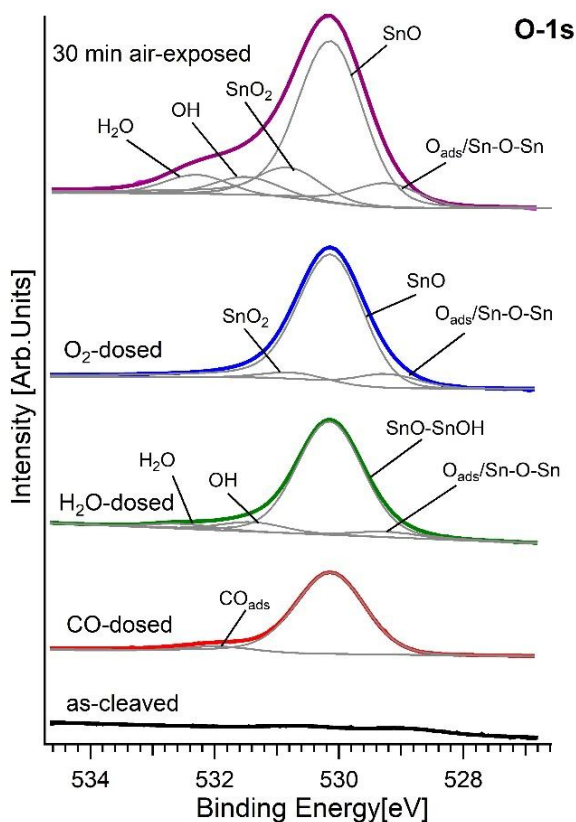 O-1s
30 min air-exposed
SnO
SnO₂
OH
H₂O
Oads/Sn-O-Sn
SnO
SnO₂
Oads/Sn-O-Sn
O₂-dosed
SnO-SnOH
H₂O
Oads/Sn-O-Sn
OH
H₂O-dosed
COads
CO-dosed
as-cleaved
Intensity [Arb.Units]
534 532 530 528
Binding Energy[eV]